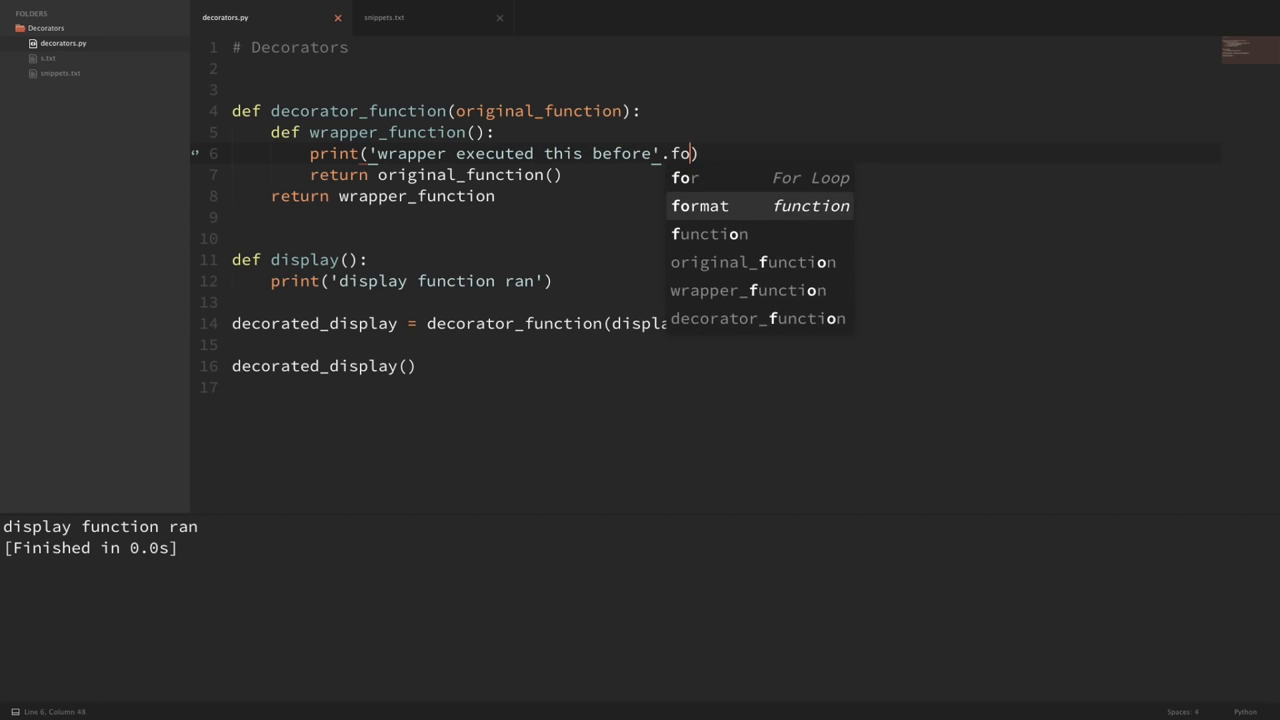 FOLDERS
Decorators
decorators.py
s.txt
snippets.txt
decorators.py
snippets.txt
1 # Decorators
2
3
4 def decorator_function(original_function):
5 def wrapper_function():
6 print('wrapper executed this before'.fo)
7 return original_function()
8 return wrapper_function
9
10
11 def display():
12 print('display function ran')
13
14 decorated_display = decorator_function(displa
15
16 decorated_display()
17
for For Loop
format function
function
original_function
wrapper_function
decorator_function
display function ran
[Finished in 0.0s]
Line 6, Column 48
Spaces: 4
Python